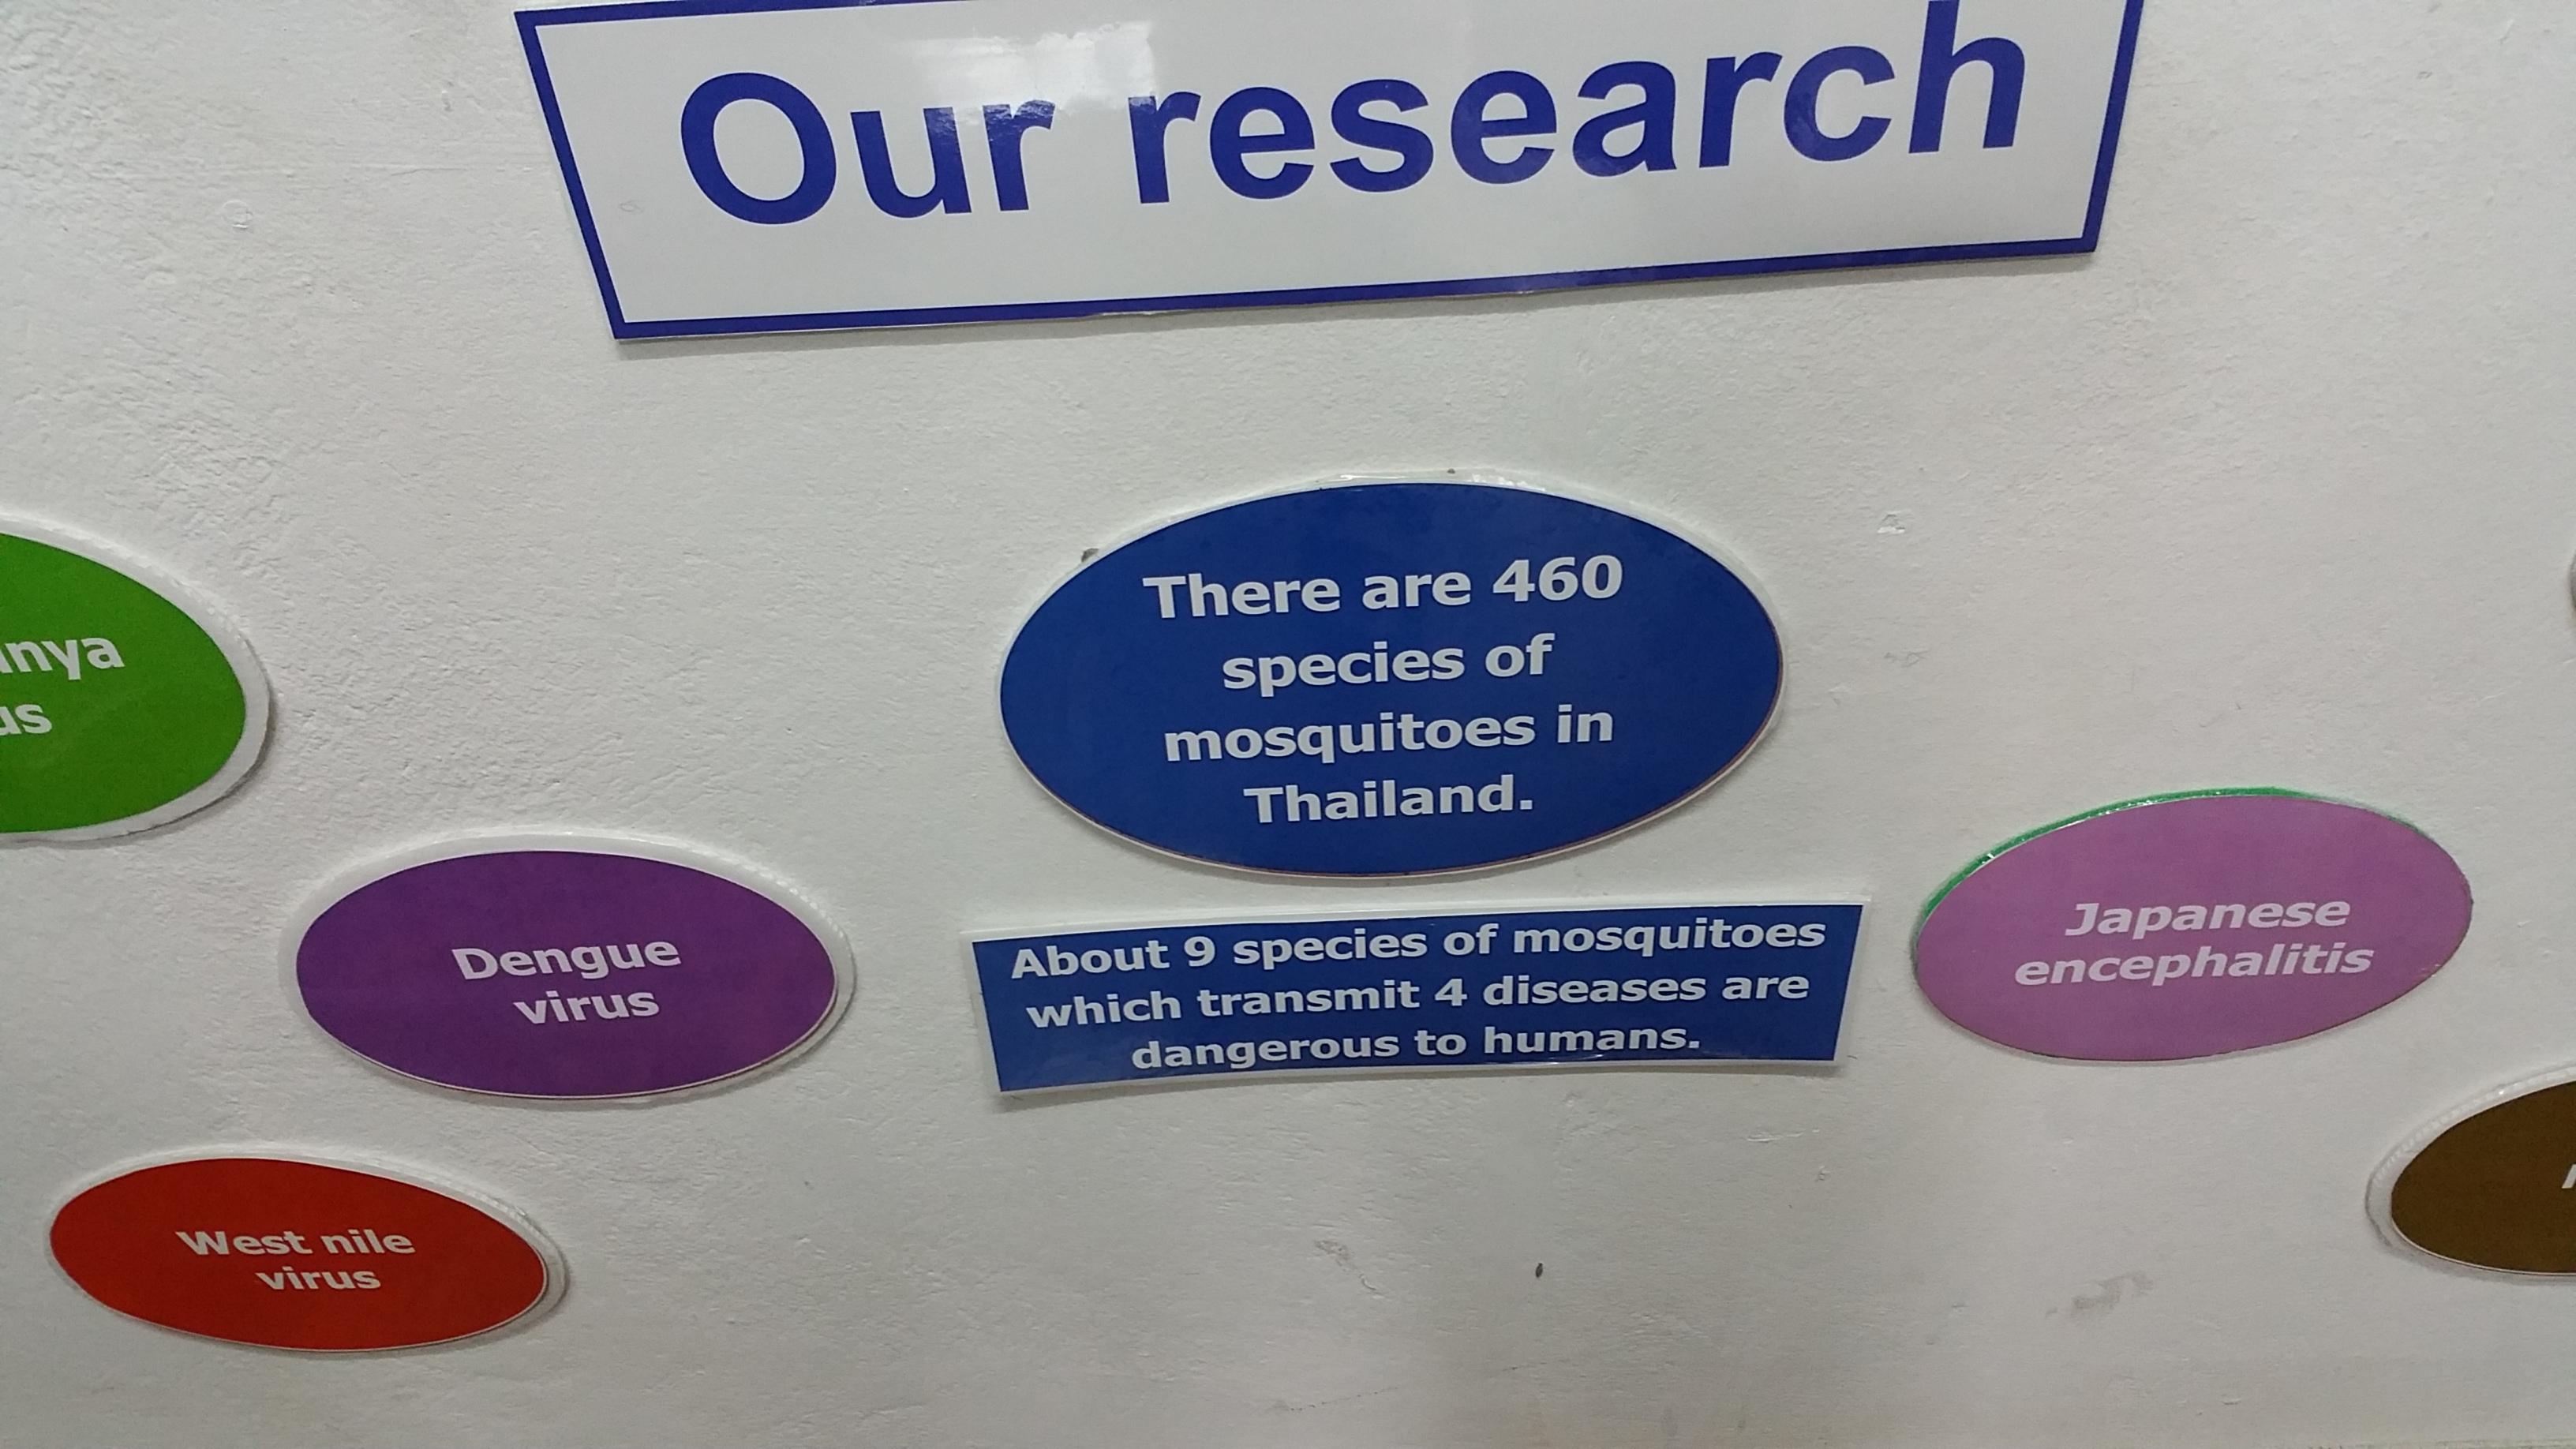 Our research
There are 460
species of
mosquitoes in
Thailand.
About 9 species of mosquitoes
which transmit 4 diseases are
dangerous to humans.
Dengue
virus
West nile
virus
Japanese
encephalitis